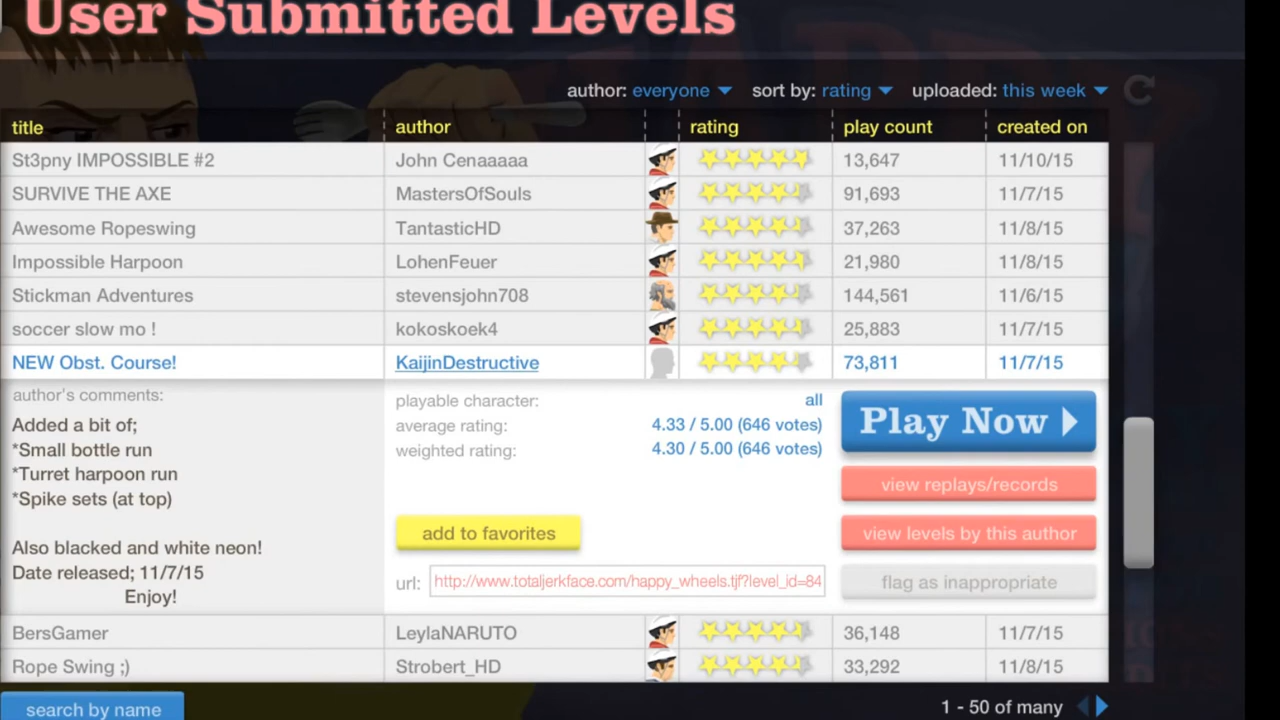 User Submitted Levels
author: everyone sort by: rating uploaded: this week
title author rating play count created on
St3pny IMPOSSIBLE #2 John Cenaaaaa 13,647 11/10/15
SURVIVE THE AXE MastersOfSouls 91,693 11/7/15
Awesome Ropeswing TantasticHD 37,263 11/8/15
Impossible Harpoon LohenFeuer 21,980 11/8/15
Stickman Adventures stevensjohn708 144,561 11/6/15
soccer slow mo ! kokoskoek4 25,883 11/7/15
NEW Obst. Course! KaijinDestructive 73,811 11/7/15
author's comments:
Added a bit of;
*Small bottle run
*Turret harpoon run
*Spike sets (at top)
Also blacked and white neon!
Date released; 11/7/15
Enjoy!
playable character: all
average rating: 4.33 / 5.00 (646 votes)
weighted rating: 4.30 / 5.00 (646 votes)
add to favorites
url: http://www.totaljerkface.com/happy_wheels.tjf?level_id=84
Play Now
view replays/records
view levels by this author
flag as inappropriate
BersGamer LeylaNARUTO 36,148 11/7/15
Rope Swing ;) Strobert_HD 33,292 11/8/15
search by name 1 - 50 of many